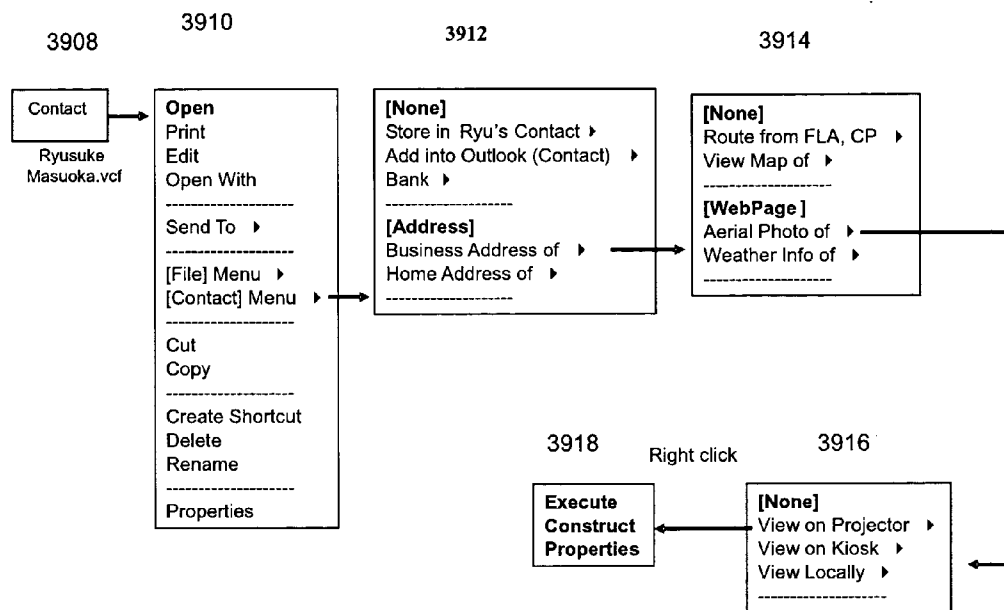 3908
3910
3912
3914
Contact
Ryusuke
Masuoka.vcf
Open
Print
Edit
Open With
--------------------
Send To ▶
--------------------
[File] Menu ▶
[Contact] Menu ▶
--------------------
Cut
Copy
--------------------
Create Shortcut
Delete
Rename
--------------------
Properties
[None]
Store in Ryu's Contact ▶
Add into Outlook (Contact) ▶
Bank ▶
--------------------
[Address]
Business Address of ▶
Home Address of ▶
--------------------
[None]
Route from FLA, CP ▶
View Map of ▶
--------------------
[WebPage]
Aerial Photo of ▶
Weather Info of ▶
--------------------
3918
Right click
3916
Execute
Construct
Properties
[None]
View on Projector ▶
View on Kiosk ▶
View Locally ▶
--------------------